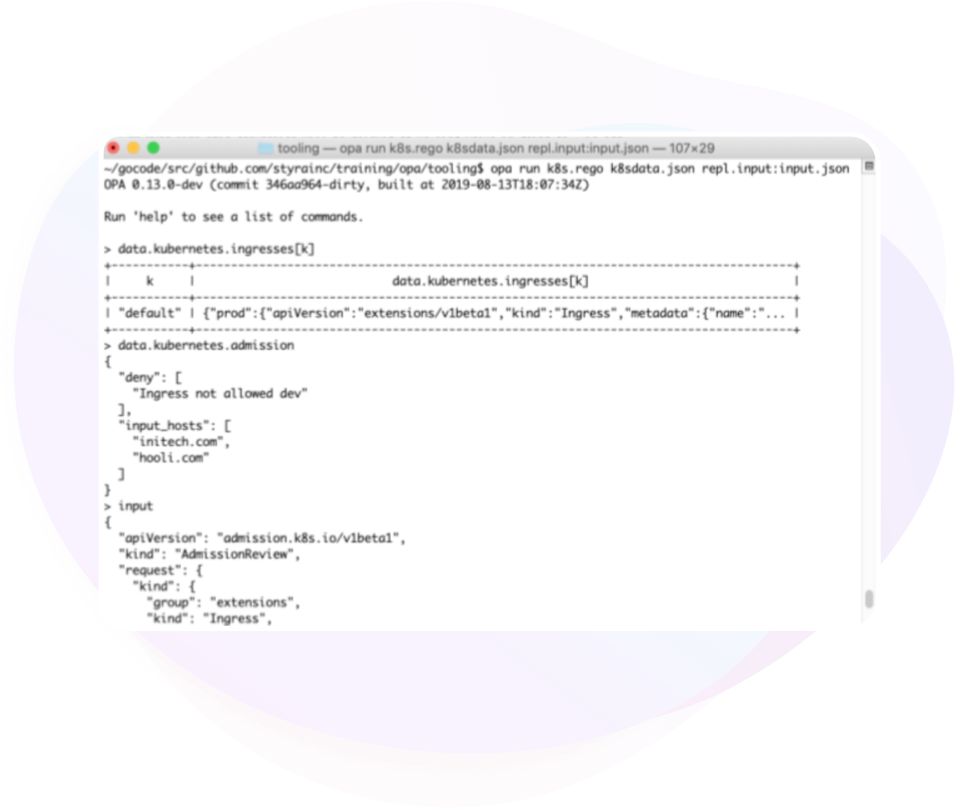 tooling — opa run k8s.rego k8sdata.json repl.input:input.json — 107×29
~/gocode/src/github.com/styrainc/training/opa/tooling$ opa run k8s.rego k8sdata.json repl.input:input.json
OPA 0.13.0-dev (commit 346aa964-dirty, built at 2019-08-13T18:07:34Z)
Run 'help' to see a list of commands.
> data.kubernetes.ingresses[k]
+-----------+------------------------------------------------------------------------------------+
|     k     |                           data.kubernetes.ingresses[k]                            |
+-----------+------------------------------------------------------------------------------------+
| "default" | {"prod":{"apiVersion":"extensions/v1beta1","kind":"Ingress","metadata":{"name":"... |
+-----------+------------------------------------------------------------------------------------+
> data.kubernetes.admission
{
  "deny": [
    "Ingress not allowed dev"
  ],
  "input_hosts": [
    "initech.com",
    "hooli.com"
  ]
}
> input
{
  "apiVersion": "admission.k8s.io/v1beta1",
  "kind": "AdmissionReview",
  "request": {
    "kind": {
      "group": "extensions",
      "kind": "Ingress",